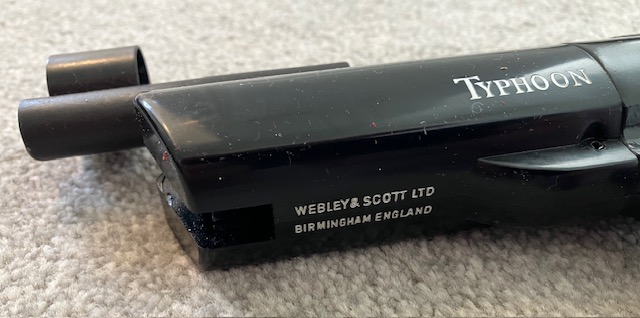 TYPHOON
WEBLEY & SCOTT LTD
BIRMINGHAM ENGLAND